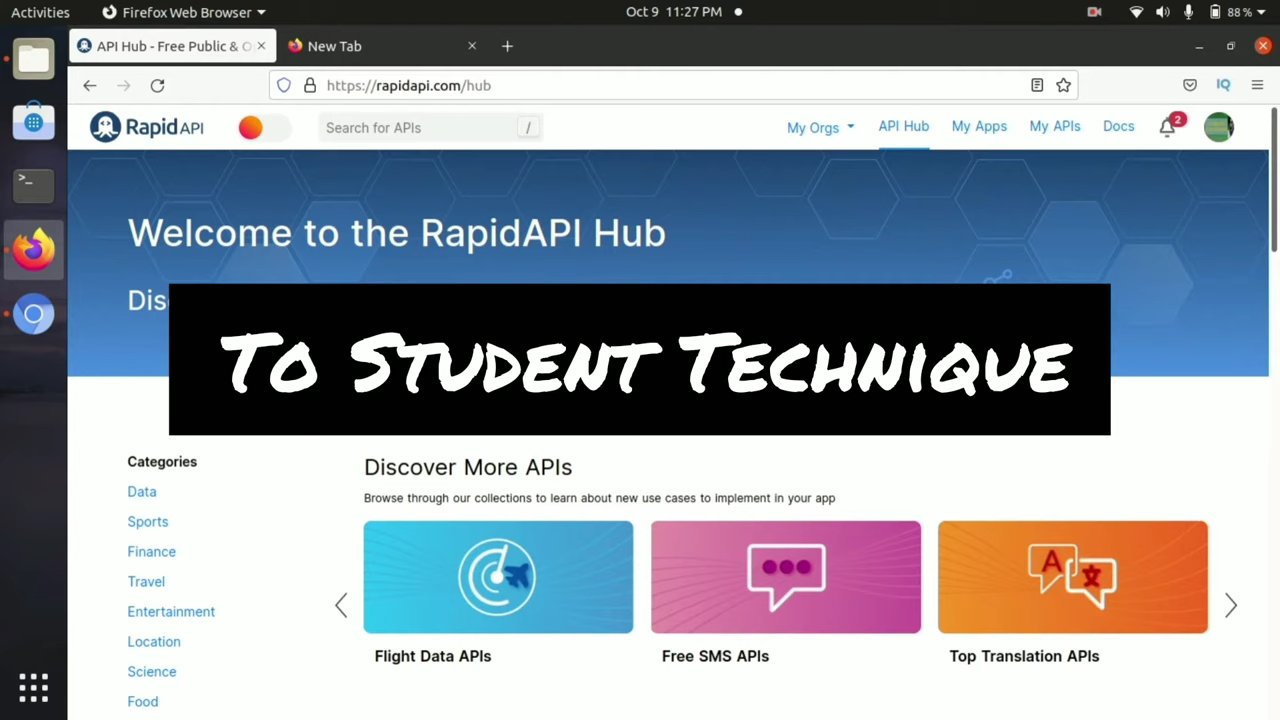 Activities
Firefox Web Browser
Oct 9 11:27 PM
88 %
API Hub - Free Public & O
New Tab
https://rapidapi.com/hub
IQ
Rapid API
Search for APIs
/
My Orgs
API Hub
My Apps
My APIs
Docs
2
Welcome to the RapidAPI Hub
Dis
To Student Technique
Categories
Data
Sports
Finance
Travel
Entertainment
Location
Science
Food
Discover More APIs
Browse through our collections to learn about new use cases to implement in your app
A 文
Flight Data APIs
Free SMS APIs
Top Translation APIs